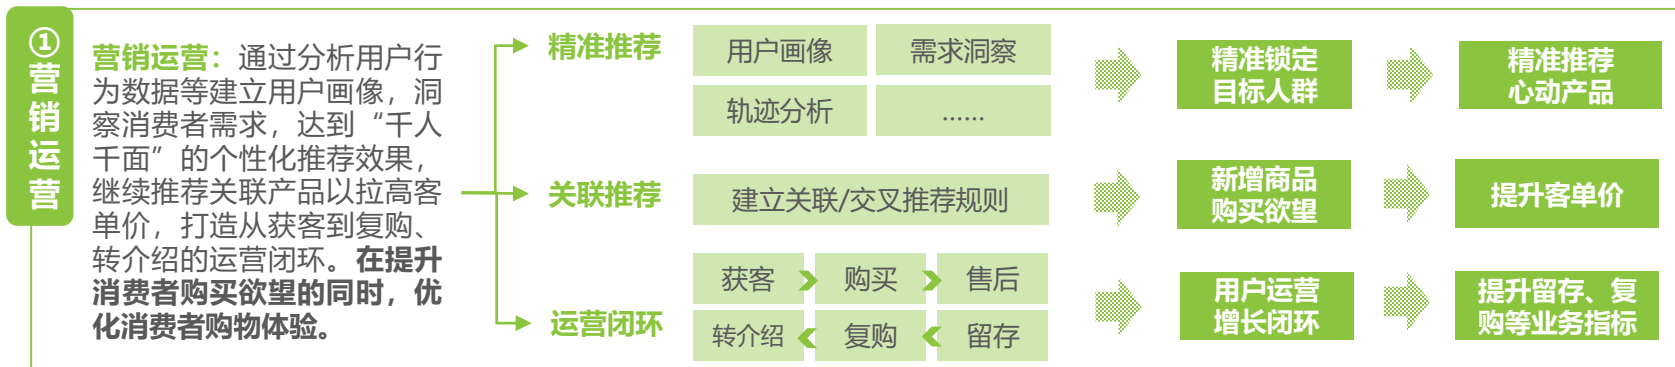 ①营销运营
营销运营：通过分析用户行
为数据等建立用户画像，洞
察消费者需求，达到“千人
千面”的个性化推荐效果，
继续推荐关联产品以拉高客
单价，打造从获客到复购、
转介绍的运营闭环。在提升
消费者购买欲望的同时，优
化消费者购物体验。
精准推荐
用户画像
需求洞察
轨迹分析
……
精准锁定
目标人群
精准推荐
心动产品
关联推荐
建立关联/交叉推荐规则
新增商品
购买欲望
提升客单价
运营闭环
获客
购买
售后
转介绍
复购
留存
用户运营
增长闭环
提升留存、复
购等业务指标